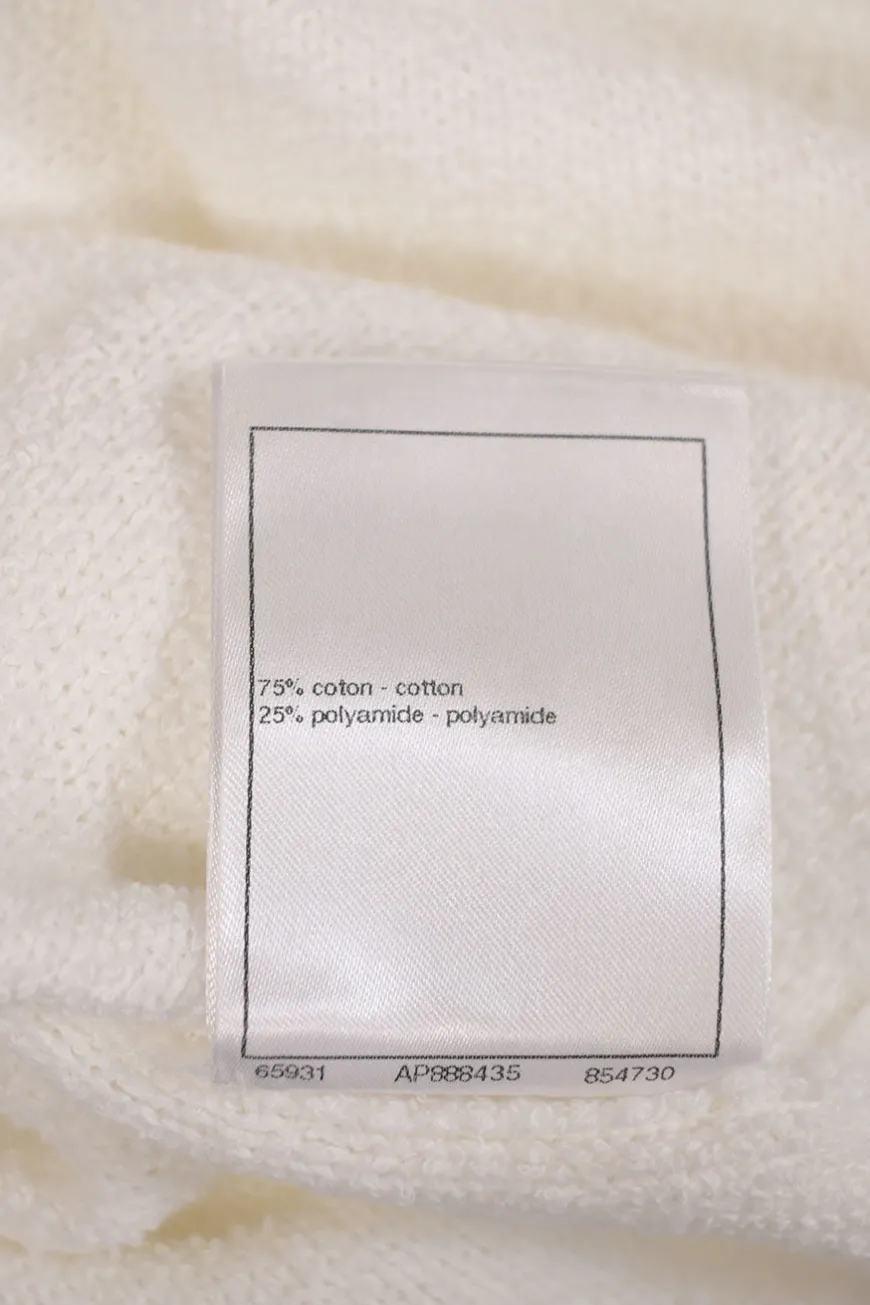 75% coton - cotton
25% polyamide - polyamide
65931 AP888435 854730